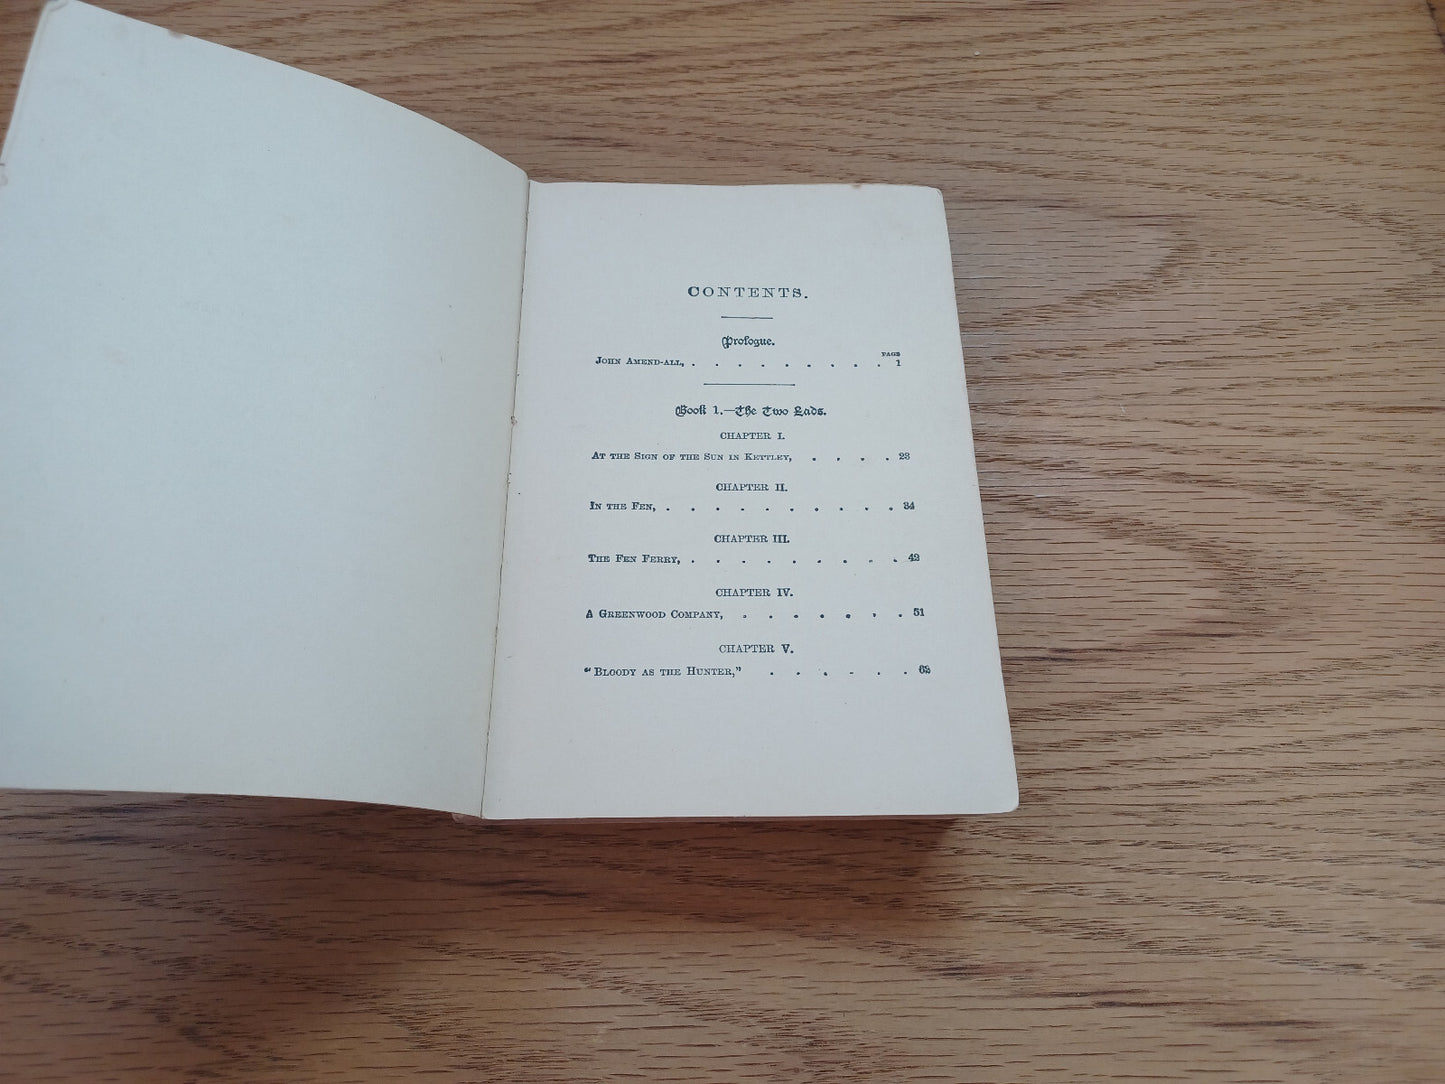 CONTENTS.
Prologue.
PAGE
JOHN AMEND-ALL, . . . . . . . . . 1
Book 1.—The Two Lads.
CHAPTER I.
AT THE SIGN OF THE SUN IN KETTLEY, . . . . 23
CHAPTER II.
IN THE FEN, . . . . . . . . . . 34
CHAPTER III.
THE FEN FERRY, . . . . . . . . . 42
CHAPTER IV.
A GREENWOOD COMPANY, . . . . . . . 51
CHAPTER V.
"BLOODY AS THE HUNTER," . . . . . . 62